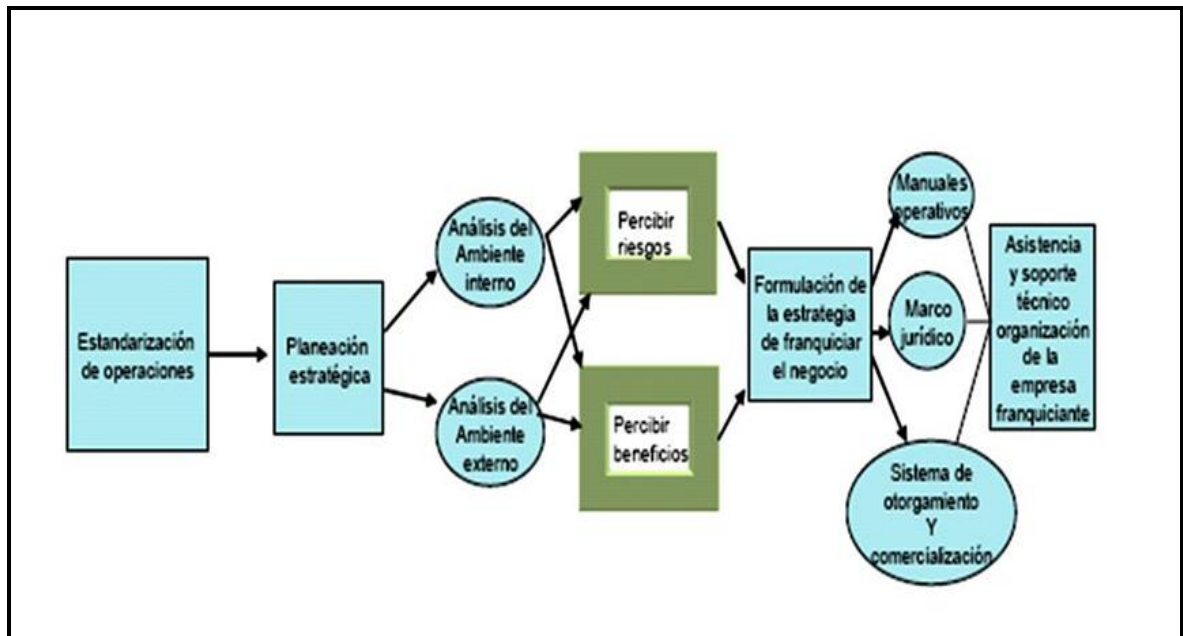 Estandarización
de operaciones
Planeación
estratégica
Análisis del
Ambiente
interno
Análisis del
Ambiente
externo
Percibir
riesgos
Percibir
beneficios
Formulación de
la estrategia
de franquiciar
el negocio
Manuales
operativos
Marco
jurídico
Sistema de
otorgamiento
Y
comercialización
Asistencia
y soporte
técnico
organización
de la
empresa
franquiciante